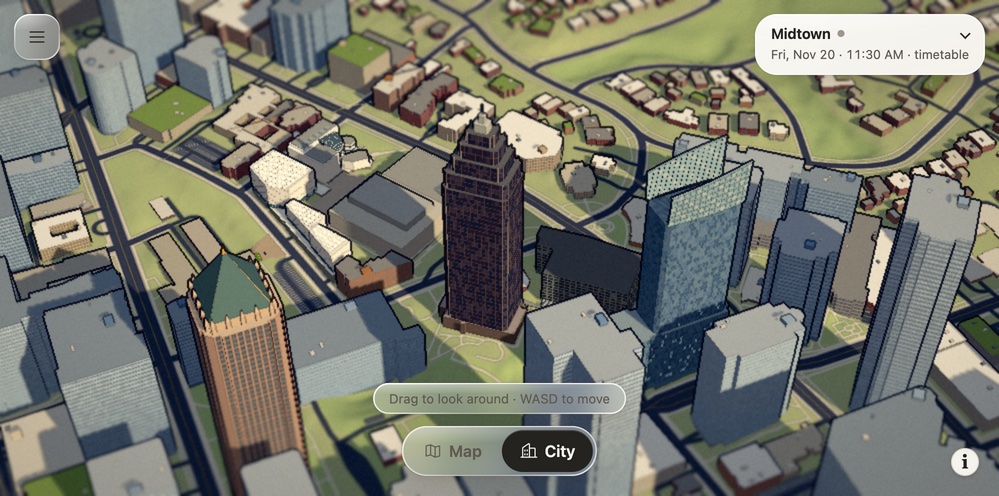 Midtown
Fri, Nov 20 · 11:30 AM · timetable
Drag to look around · WASD to move
Map
City
i